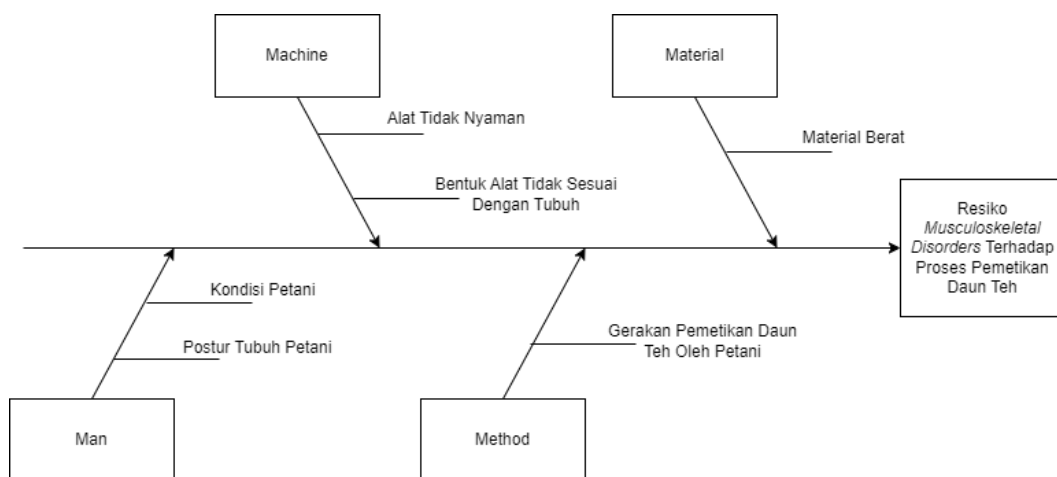 Machine
Material
Alat Tidak Nyaman
Material Berat
Bentuk Alat Tidak Sesuai
Dengan Tubuh
Resiko
Musculoskeletal
Disorders Terhadap
Proses Pemetikan
Daun Teh
Kondisi Petani
Postur Tubuh Petani
Gerakan Pemetikan Daun
Teh Oleh Petani
Man
Method